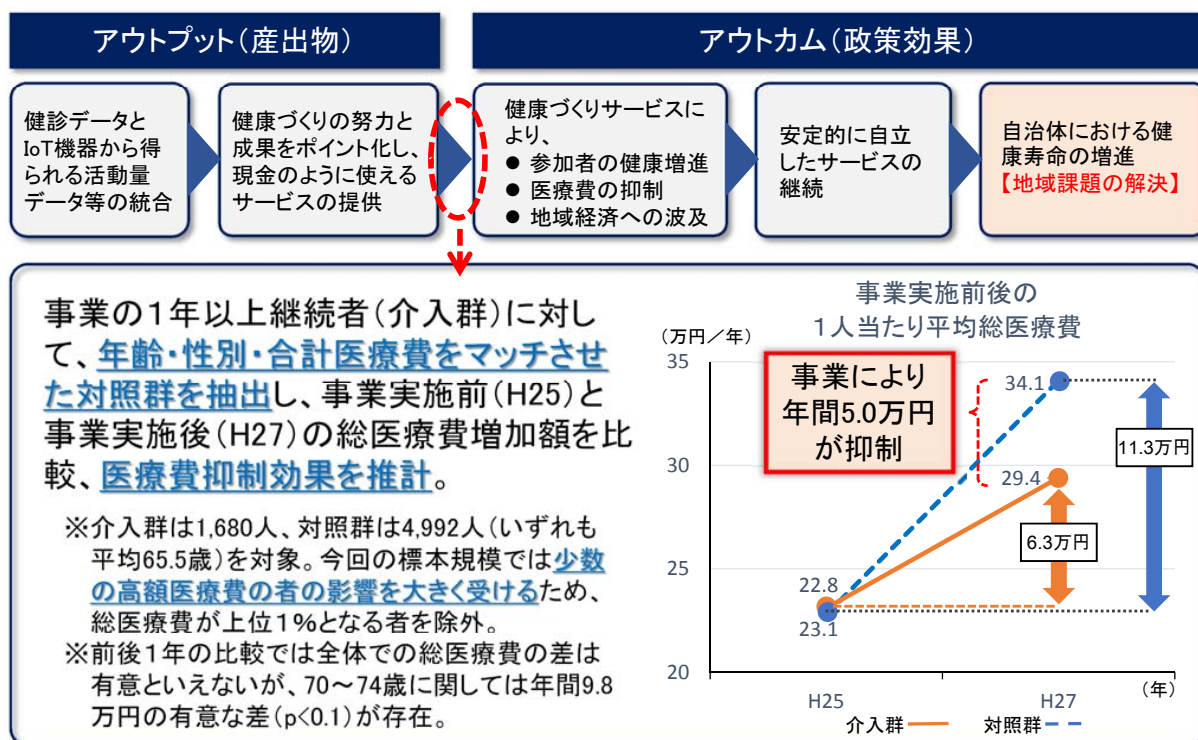 アウトプット（産出物）
アウトカム（政策効果）
健診データと
IoT機器から得
られる活動量
データ等の統合
健康づくりの努力と
成果をポイント化し、
現金のように使える
サービスの提供
健康づくりサービスに
より、
● 参加者の健康増進
● 医療費の抑制
● 地域経済への波及
安定的に自立
したサービスの
継続
自治体における健
康寿命の増進
【地域課題の解決】
事業の１年以上継続者（介入群）に対し
て、年齢・性別・合計医療費をマッチさせ
た対照群を抽出し、事業実施前（H25）と
事業実施後（H27）の総医療費増加額を比
較、医療費抑制効果を推計。
※介入群は1,680人、対照群は4,992人（いずれも
平均65.5歳）を対象。今回の標本規模では少数
の高額医療費の者の影響を大きく受けるため、
総医療費が上位１％となる者を除外。
※前後１年の比較では全体での総医療費の差は
有意といえないが、70～74歳に関しては年間9.8
万円の有意な差（p<0.1）が存在。
事業実施前後の
１人当たり平均総医療費
（万円／年）
35
30
25
20
事業により
年間5.0万円
が抑制
34.1
29.4
22.8
23.1
11.3万円
6.3万円
H25
H27
（年）
介入群
対照群